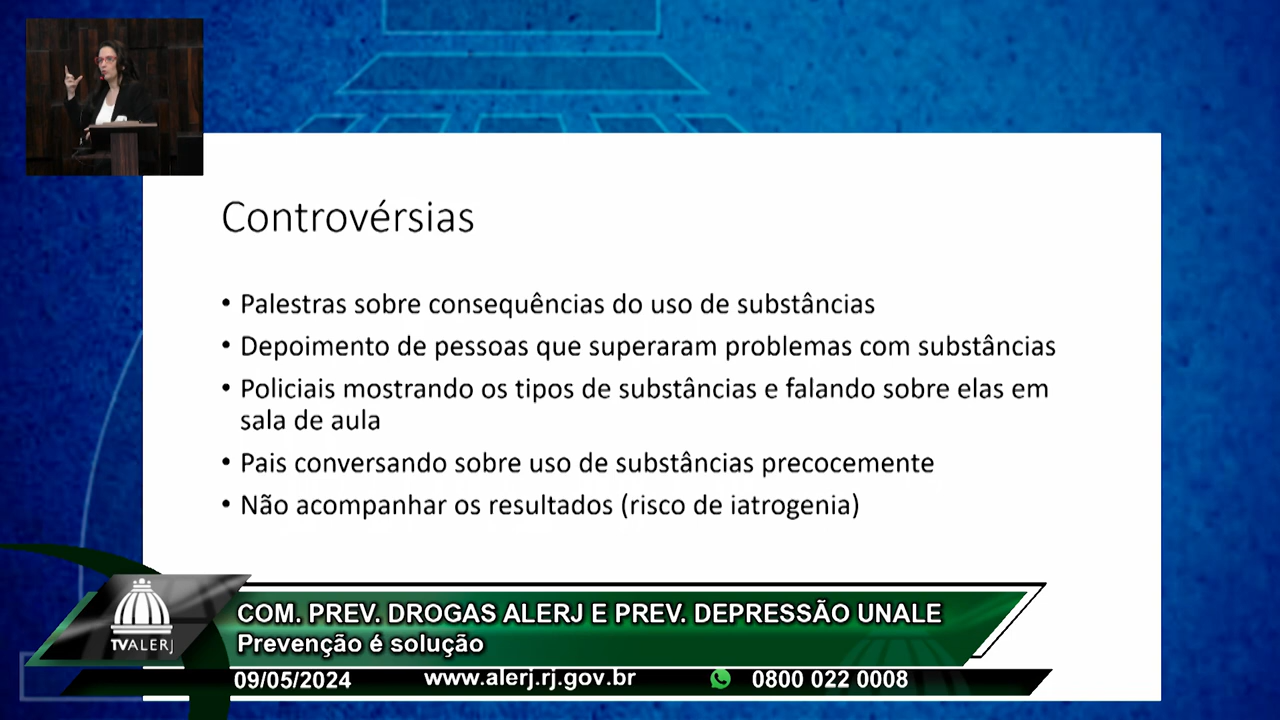 Controvérsias
• Palestras sobre consequências do uso de substâncias
• Depoimento de pessoas que superaram problemas com substâncias
• Policiais mostrando os tipos de substâncias e falando sobre elas em
sala de aula
• Pais conversando sobre uso de substâncias precocemente
• Não acompanhar os resultados (risco de iatrogenia)
COM. PREV. DROGAS ALERJ E PREV. DEPRESSÃO UNALE
Prevenção é solução
TVALERJ
09/05/2024 www.alerj.rj.gov.br 0800 022 0008